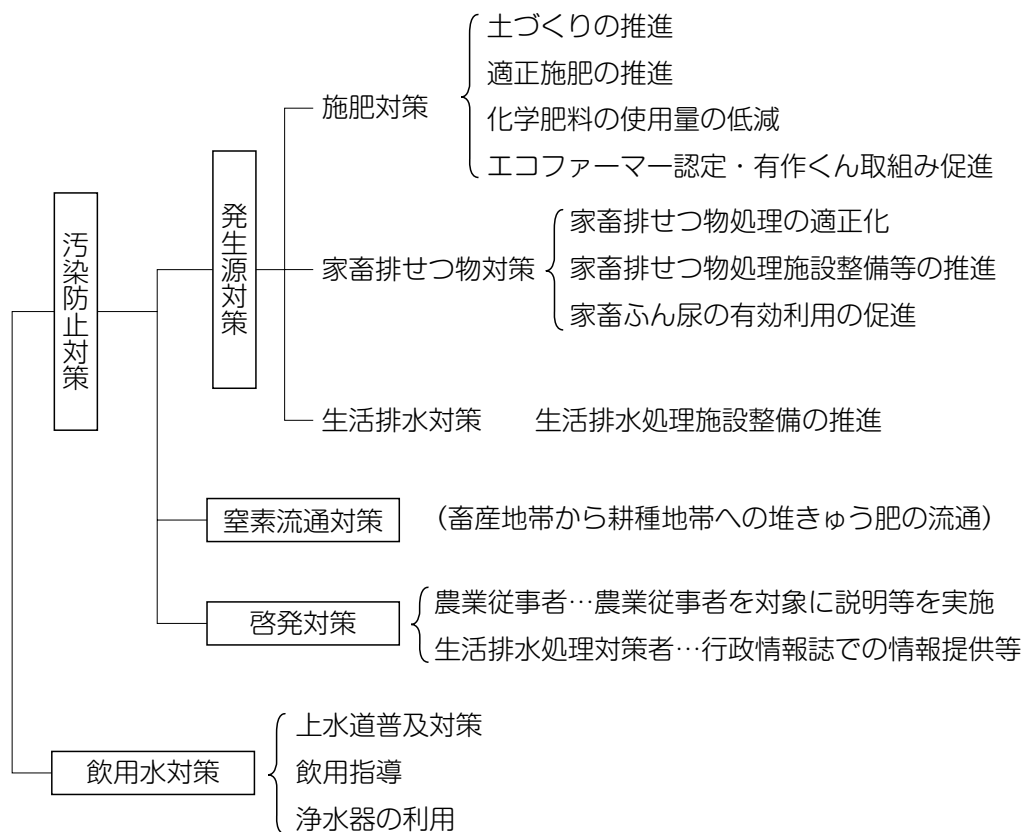 汚染防止対策
発生源対策
施肥対策
土づくりの推進
適正施肥の推進
化学肥料の使用量の低減
エコファーマー認定・有作くん取組み促進
家畜排せつ物対策
家畜排せつ物処理の適正化
家畜排せつ物処理施設整備等の推進
家畜ふん尿の有効利用の促進
生活排水対策　生活排水処理施設整備の推進
窒素流通対策　（畜産地帯から耕種地帯への堆きゅう肥の流通）
啓発対策
農業従事者…農業従事者を対象に説明等を実施
生活排水処理対策者…行政情報誌での情報提供等
飲用水対策
上水道普及対策
飲用指導
浄水器の利用